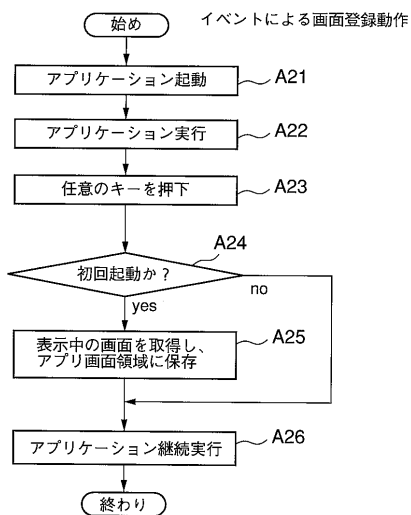 イベントによる画面登録動作
始め
アプリケーション起動
A21
アプリケーション実行
A22
任意のキーを押下
A23
A24
初回起動か?
no
yes
表示中の画面を取得し、
アプリ画面領域に保存
A25
アプリケーション継続実行
A26
終わり